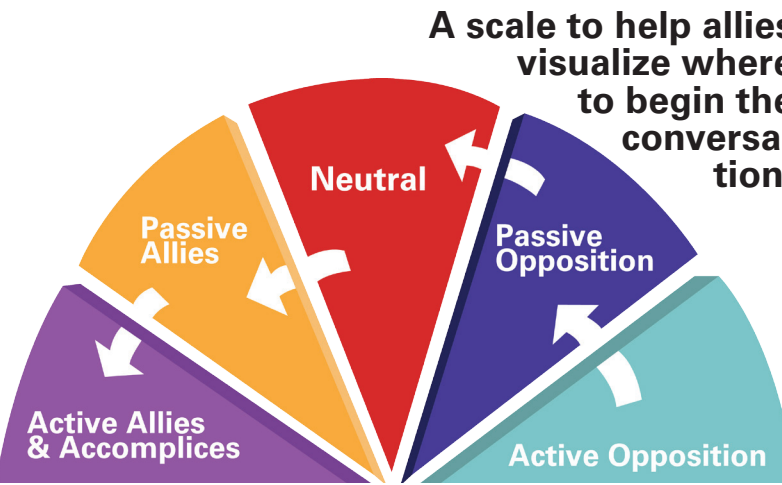 A scale to help allies
visualize where
to begin the
conversa
tion
Neutral
Passive
Allies
Passive
Opposition
Active Allies
& Accomplices
Active Opposition